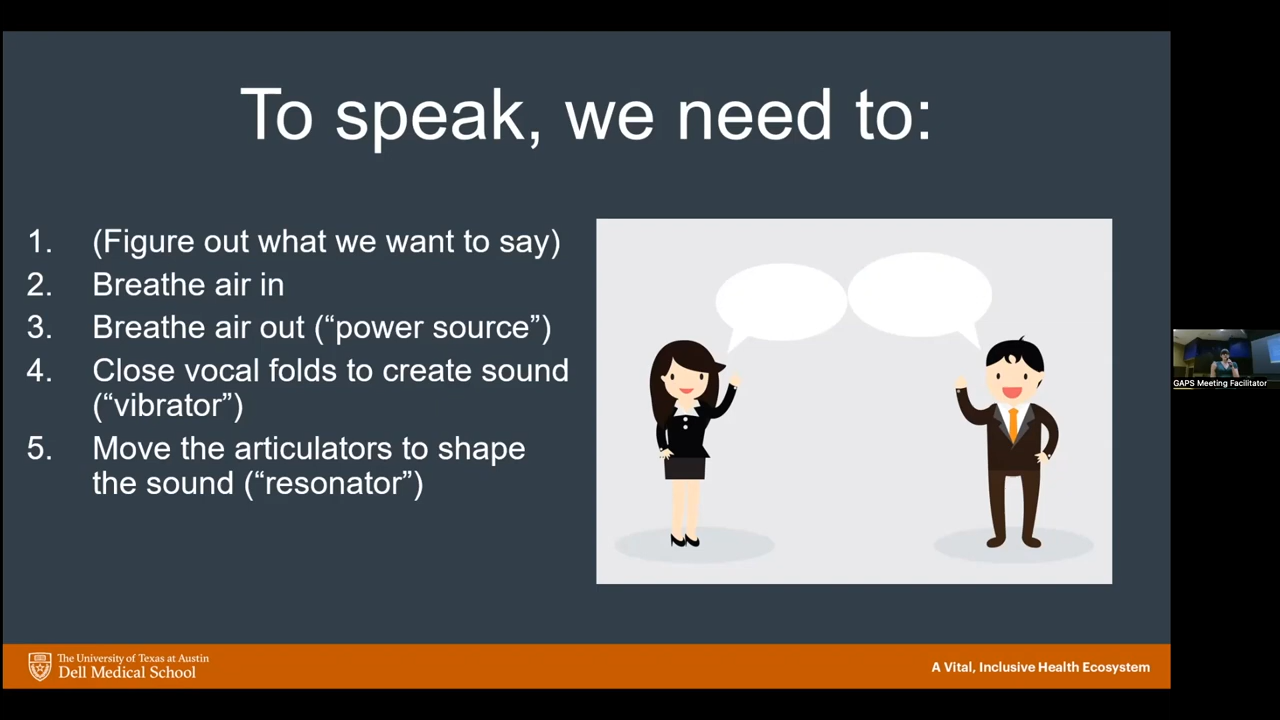 To speak, we need to:
1. (Figure out what we want to say)
2. Breathe air in
3. Breathe air out (“power source”)
4. Close vocal folds to create sound
(“vibrator”)
5. Move the articulators to shape
the sound (“resonator”)
GAPS Meeting Facilitator
The University of Texas at Austin
Dell Medical School
A Vital, Inclusive Health Ecosystem